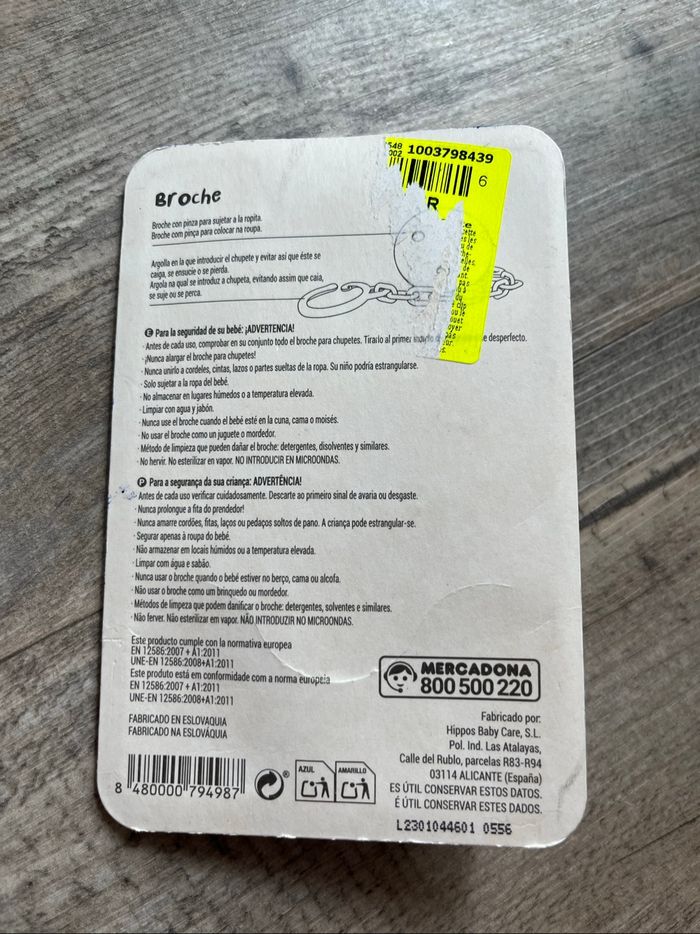 Broche
Broche con pinza para sujetar a la ropita.
Broche com pinça para colocar na roupa.
Argolla en la que introducir el chupete y evitar asi que éste se
caiga, se ensucie o se pierda.
Argola na qual se introduz a chupeta, evitando assim que caia,
se suje ou se perca.
548
002
1003798439
6
R
E Para la seguridad de su bebé: ¡ADVERTENCIA!
· Antes de cada uso, comprobar en su conjunto todo el broche para chupetes. Tirarlo al primer desperfecto.
· ¡Nunca alargar el broche para chupetes!
· Nunca unirlo a cordeles, cintas, lazos o partes sueltas de la ropa. Su niño podría estrangularse.
· Solo sujetar a la ropa del bebé.
· No almacenar en lugares húmedos o a temperatura elevada.
· Limpiar con agua y jabón.
· Nunca use el broche cuando el bebé esté en la cuna, cama o moisés.
· No usar el broche como un juguete o mordedor.
· Método de limpieza que pueden dañar el broche: detergentes, disolventes y similares.
· No hervir. No esterilizar en vapor. NO INTRODUCIR EN MICROONDAS.
P Para a segurança da sua criança: ADVERTÊNCIA!
· Antes de cada uso verificar cuidadosamente. Descarte ao primeiro sinal de avaria ou desgaste.
· Nunca prolongue a fita do prendedor!
· Nunca amarre cordões, fitas, laços ou pedaços soltos de pano. A criança pode estrangular-se.
· Segurar apenas à roupa do bebé.
· Não armazenar em locais húmidos ou a temperatura elevada.
· Limpar com água e sabão.
· Nunca usar o broche quando o bebé estiver no berço, cama ou alcofa.
· Não usar o broche como um brinquedo ou mordedor.
· Métodos de limpeza que podem danificar o broche: detergentes, solventes e similares.
· Não ferver. Não esterilizar em vapor. NÃO INTRODUZIR NO MICROONDAS.
Este producto cumple con la normativa europea
EN 12586:2007 + A1:2011
UNE-EN 12586:2008+A1:2011
Este produto está em conformidade com a norma europeia
EN 12586:2007 + A1:2011
UNE-EN 12586:2008+A1:2011
FABRICADO EN ESLOVAQUIA
FABRICADO NA ESLOVÁQUIA
MERCADONA
800 500 220
Fabricado por:
Hippos Baby Care, S.L.
Pol. Ind. Las Atalayas,
Calle del Rublo, parcelas R83-R94
03114 ALICANTE (España)
ES ÚTIL CONSERVAR ESTOS DATOS.
É ÚTIL CONSERVAR ESTES DADOS.
8 480000 794987
AZUL
AMARILLO
L2301044601 0556